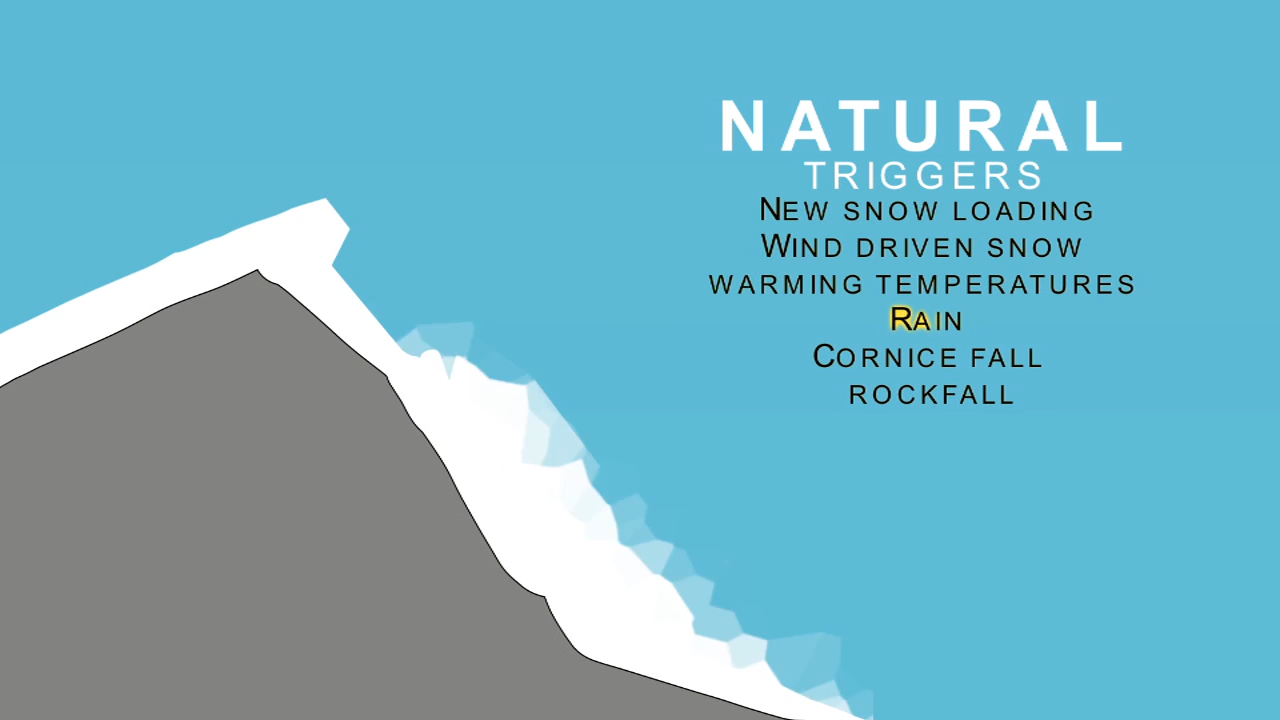 NATURAL
TRIGGERS
NEW SNOW LOADING
WIND DRIVEN SNOW
WARMING TEMPERATURES
RAIN
CORNICE FALL
ROCKFALL